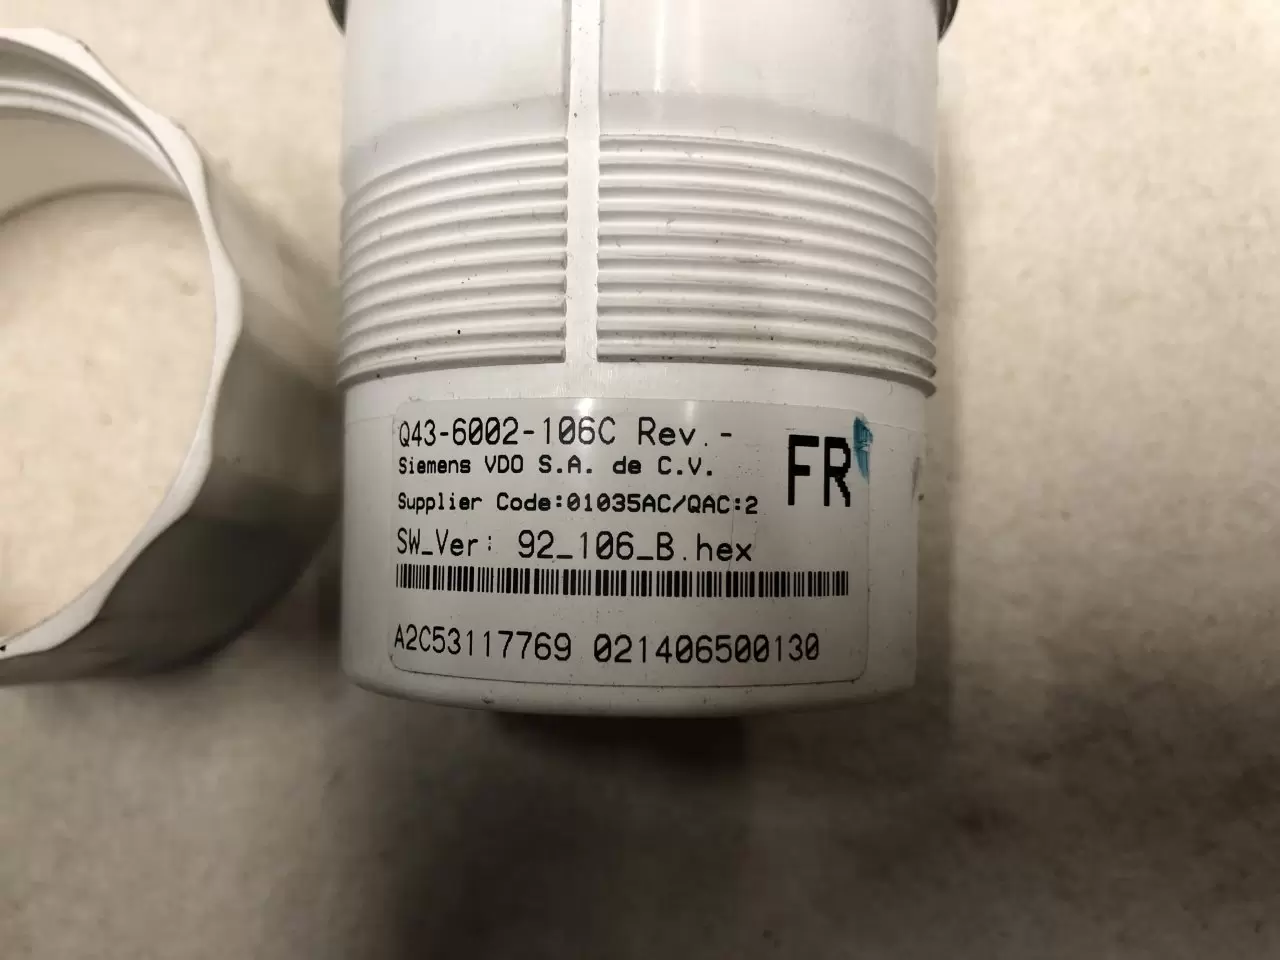 Q43-6002-106C Rev.-
Siemens VDO S.A. de C.V.
FR
Supplier Code:01035AC/QAC:2
SW_Ver: 92_106_B.hex
A2C53117769 021406500130